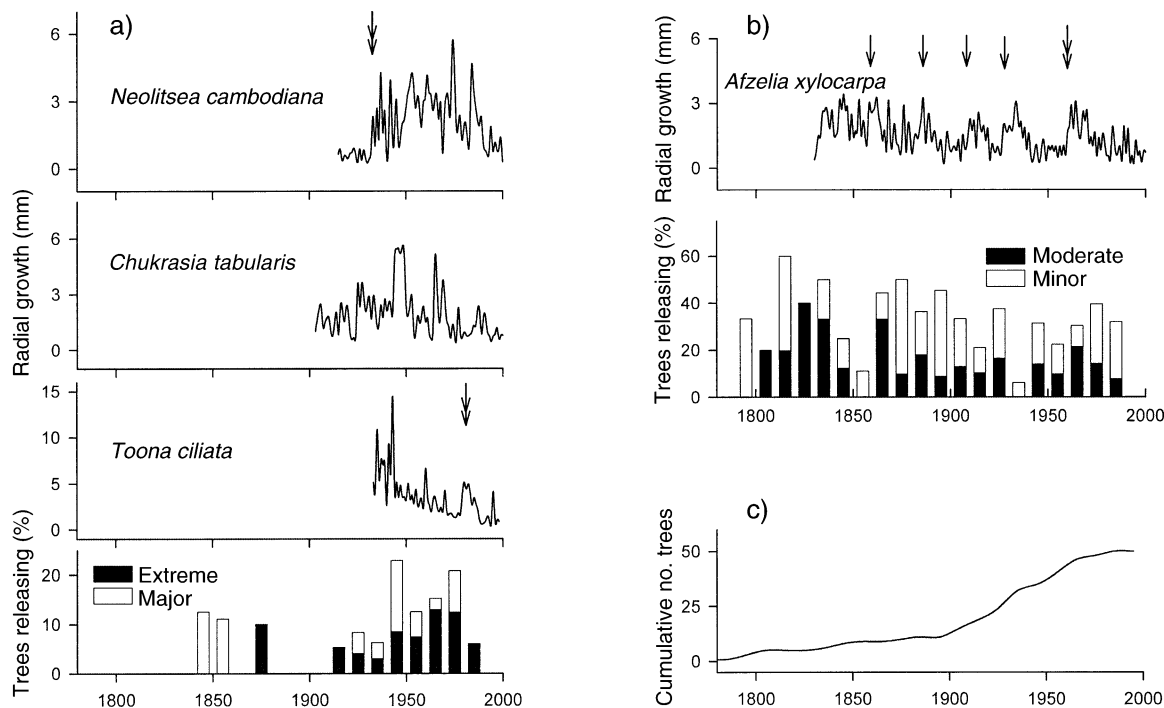 a)
Neolitsea cambodiana
6
3
0
Radial growth (mm)
Chukrasia tabularis
6
3
0
Toona ciliata
15
10
5
0
Trees releasing (%)
Extreme
Major
20
10
0
1800 1850 1900 1950 2000
b)
Radial growth (mm)
Afzelia xylocarpa
6
3
0
Trees releasing (%)
Moderate
Minor
60
40
20
0
1800 1850 1900 1950 2000
c)
Cumulative no. trees
50
25
0
1800 1850 1900 1950 2000